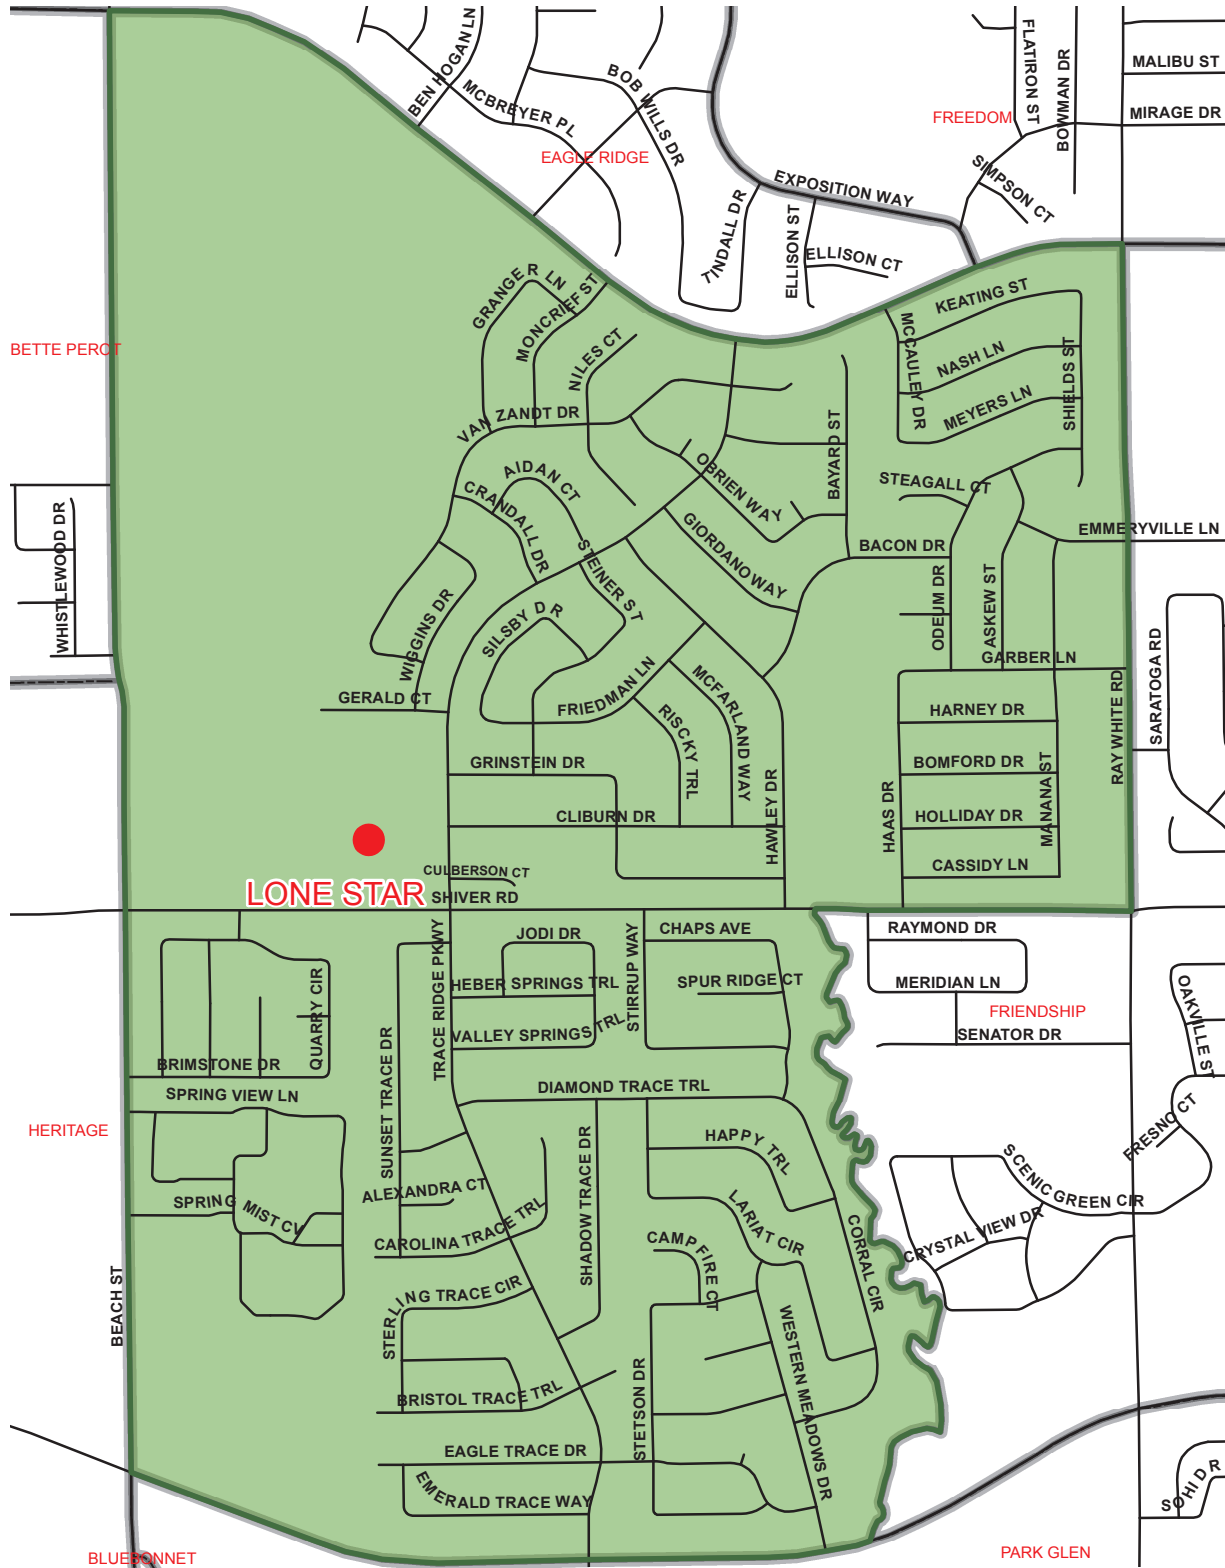 BEN HOGAN LN
MCBREYER PL
BOB WILLS DR
FLATIRON ST
BOWMAN DR
MALIBU ST
MIRAGE DR
FREEDOM
EAGLE RIDGE
SIMPSON CT
EXPOSITION WAY
TINDALL DR
ELLISON ST
ELLISON CT
GRANGER LN
MONCRIEF ST
NILES CT
KEATING ST
MCCAULEY DR
NASH LN
MEYERS LN
SHIELDS ST
BETTE PEROT
VAN ZANDT DR
AIDAN CT
CRANDALL DR
OBRIEN WAY
BAYARD ST
STEAGALL CT
WHISTLEWOOD DR
GIORDANO WAY
BACON DR
EMMERYVILLE LN
STEINER ST
SILSBY DR
WIGGINS DR
ODEUM DR
ASKEW ST
GARBER LN
SARATOGA RD
RAY WHITE RD
GERALD CT
FRIEDMAN LN
MCFARLAND WAY
RISCKY TRL
HARNEY DR
GRINSTEIN DR
BOMFORD DR
MANANA ST
CLIBURN DR
HAWLEY DR
HAAS DR
HOLLIDAY DR
CULBERSON CT
CASSIDY LN
LONE STAR
SHIVER RD
TRACE RIDGE PKWY
JODI DR
STIRRUP WAY
CHAPS AVE
RAYMOND DR
QUARRY CIR
HEBER SPRINGS TRL
SPUR RIDGE CT
MERIDIAN LN
OAKVILLE ST
FRIENDSHIP
VALLEY SPRINGS TRL
SENATOR DR
BRIMSTONE DR
SPRING VIEW LN
SUNSET TRACE DR
DIAMOND TRACE TRL
HERITAGE
SHADOW TRACE DR
HAPPY TRL
FRESNO CT
SCENIC GREEN CIR
SPRING MIST CV
ALEXANDRA CT
CAROLINA TRACE TRL
LARIAT CIR
CORRAL CIR
CRYSTAL VIEW DR
CAMPFIRE CT
BEACH ST
STERLING TRACE CIR
WESTERN MEADOWS DR
BRISTOL TRACE TRL
STETSON DR
EAGLE TRACE DR
EMERALD TRACE WAY
SOHI DR
BLUEBONNET
PARK GLEN